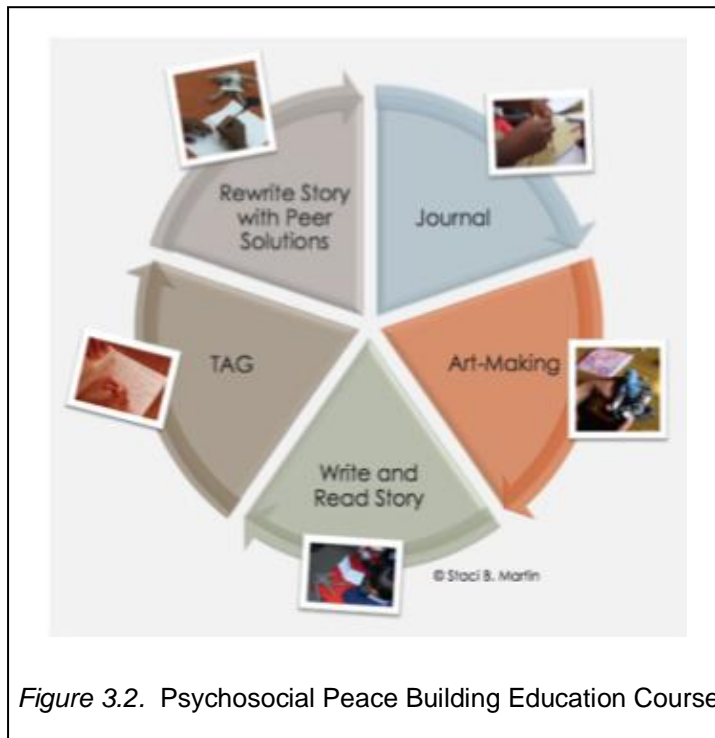 Rewrite Story
with Peer
Solutions
Journal
TAG
Art-Making
Write and
Read Story
© Staci B. Martin
Figure 3.2. Psychosocial Peace Building Education Course